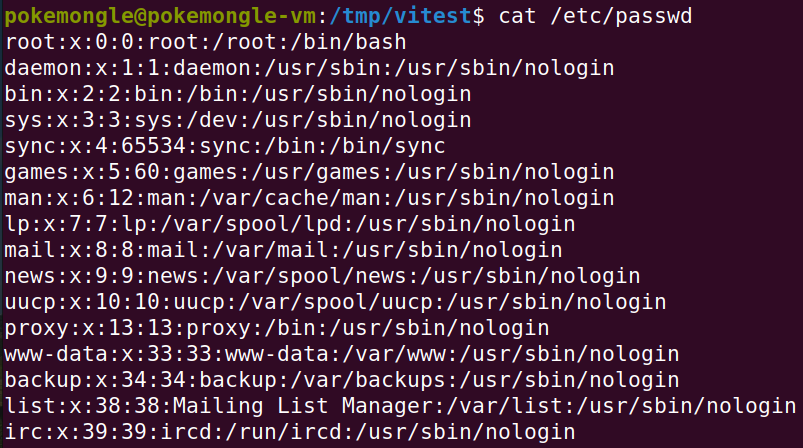 pokemongle@pokemongle-vm:/tmp/vitest$ cat /etc/passwd
root:x:0:0:root:/root:/bin/bash
daemon:x:1:1:daemon:/usr/sbin:/usr/sbin/nologin
bin:x:2:2:bin:/bin:/usr/sbin/nologin
sys:x:3:3:sys:/dev:/usr/sbin/nologin
sync:x:4:65534:sync:/bin:/bin/sync
games:x:5:60:games:/usr/games:/usr/sbin/nologin
man:x:6:12:man:/var/cache/man:/usr/sbin/nologin
lp:x:7:7:lp:/var/spool/lpd:/usr/sbin/nologin
mail:x:8:8:mail:/var/mail:/usr/sbin/nologin
news:x:9:9:news:/var/spool/news:/usr/sbin/nologin
uucp:x:10:10:uucp:/var/spool/uucp:/usr/sbin/nologin
proxy:x:13:13:proxy:/bin:/usr/sbin/nologin
www-data:x:33:33:www-data:/var/www:/usr/sbin/nologin
backup:x:34:34:backup:/var/backups:/usr/sbin/nologin
list:x:38:38:Mailing List Manager:/var/list:/usr/sbin/nologin
irc:x:39:39:ircd:/run/ircd:/usr/sbin/nologin